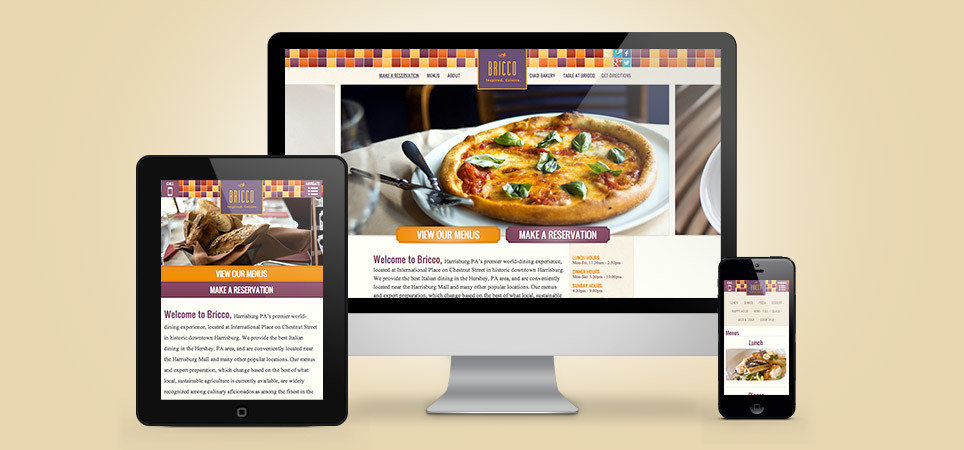 BRICCO
Inspired. Cuisine.
MAKE A RESERVATION MENUS ABOUT CIAO! BAKERY TABLE AT BRICCO GET DIRECTIONS
VIEW OUR MENUS MAKE A RESERVATION
Welcome to Bricco, Harrisburg PA's premier world-dining experience,
located at International Place on Chestnut Street in historic downtown Harrisburg.
We provide the best Italian dining in the Hershey, PA area, and are conveniently
located near the Harrisburg Mall and many other popular locations. Our menus
and expert preparation, which change based on the best of what local, sustainable
LUNCH HOURS
Mon-Fri: 11:30am - 2:30pm
DINNER HOURS
Mon-Sat: 5:30pm - 10:00pm
SUNDAY HOURS
4:30pm - 9:00pm
CALL
NAVIGATE
BRICCO
Inspired. Cuisine.
VIEW OUR MENUS
MAKE A RESERVATION
Welcome to Bricco, Harrisburg PA's premier world-
dining experience, located at International Place on Chestnut Street
in historic downtown Harrisburg. We provide the best Italian
dining in the Hershey, PA area, and are conveniently located near
the Harrisburg Mall and many other popular locations. Our menus
and expert preparation, which change based on the best of what
local, sustainable agriculture is currently available, are widely
recognized among culinary aficionados as among the finest in the
BRICCO
LUNCH DINNER
Menus
Lunch
Dinner